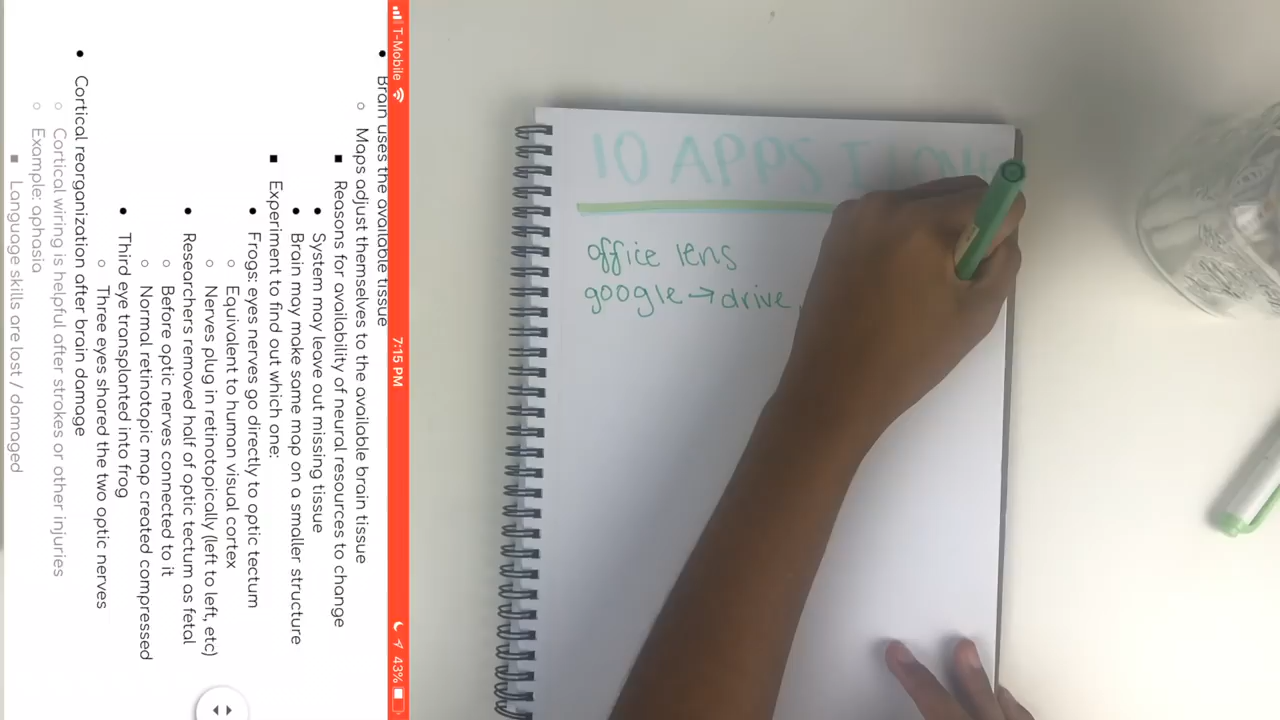 T-Mobile 7:15 PM 43%
Brain uses the available tissue
Maps adjust themselves to the available brain tissue
Reasons for availability of neural resources to change
System may leave out missing tissue
Brain may make same map on a smaller structure
Experiment to find out which one:
Frogs: eyes nerves go directly to optic tectum
Equivalent to human visual cortex
Nerves plug in retinotopically (left to left, etc)
Researchers removed half of optic tectum as fetal
Before optic nerves connected to it
Normal retinotopic map created compressed
Third eye transplanted into frog
Three eyes shared the two optic nerves
Cortical reorganization after brain damage
Cortical wiring is helpful after strokes or other injuries
Example: aphasia
Language skills are lost / damaged
10 APPS I LOVE
office lens
google → drive,